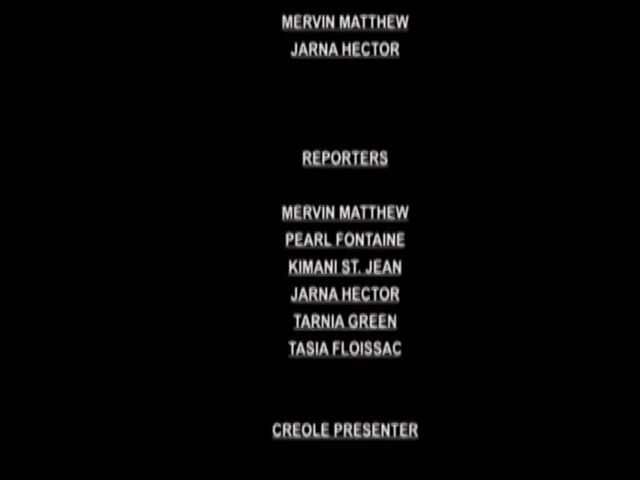 MERVIN MATTHEW
JARNA HECTOR
REPORTERS
MERVIN MATTHEW
PEARL FONTAINE
KIMANI ST. JEAN
JARNA HECTOR
TARNIA GREEN
TASIA FLOISSAC
CREOLE PRESENTER